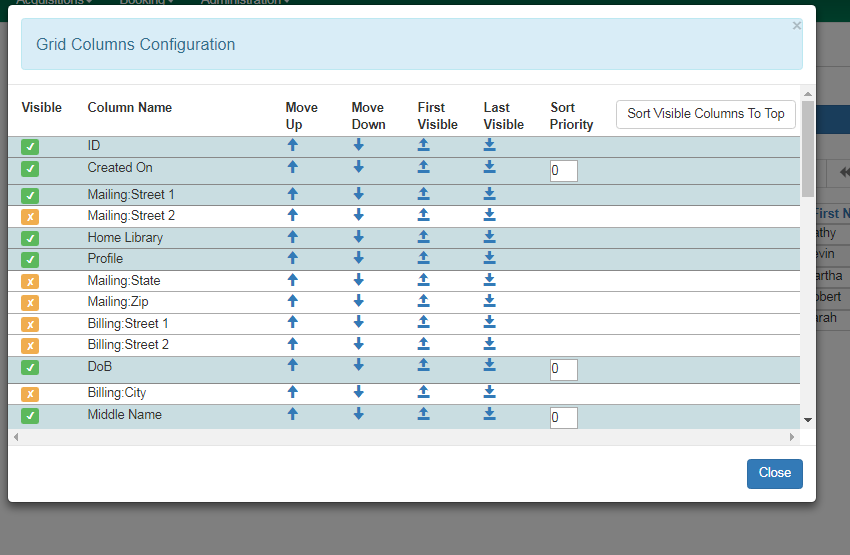 Acquisitions Booking Administration
Grid Columns Configuration
×
Visible Column Name Move Up Move Down First Visible Last Visible Sort Priority Sort Visible Columns To Top
ID
Created On 0
Mailing:Street 1
Mailing:Street 2
Home Library
Profile
Mailing:State
Mailing:Zip
Billing:Street 1
Billing:Street 2
DoB 0
Billing:City
Middle Name 0
First N
athy
evin
artha
obert
arah
Close